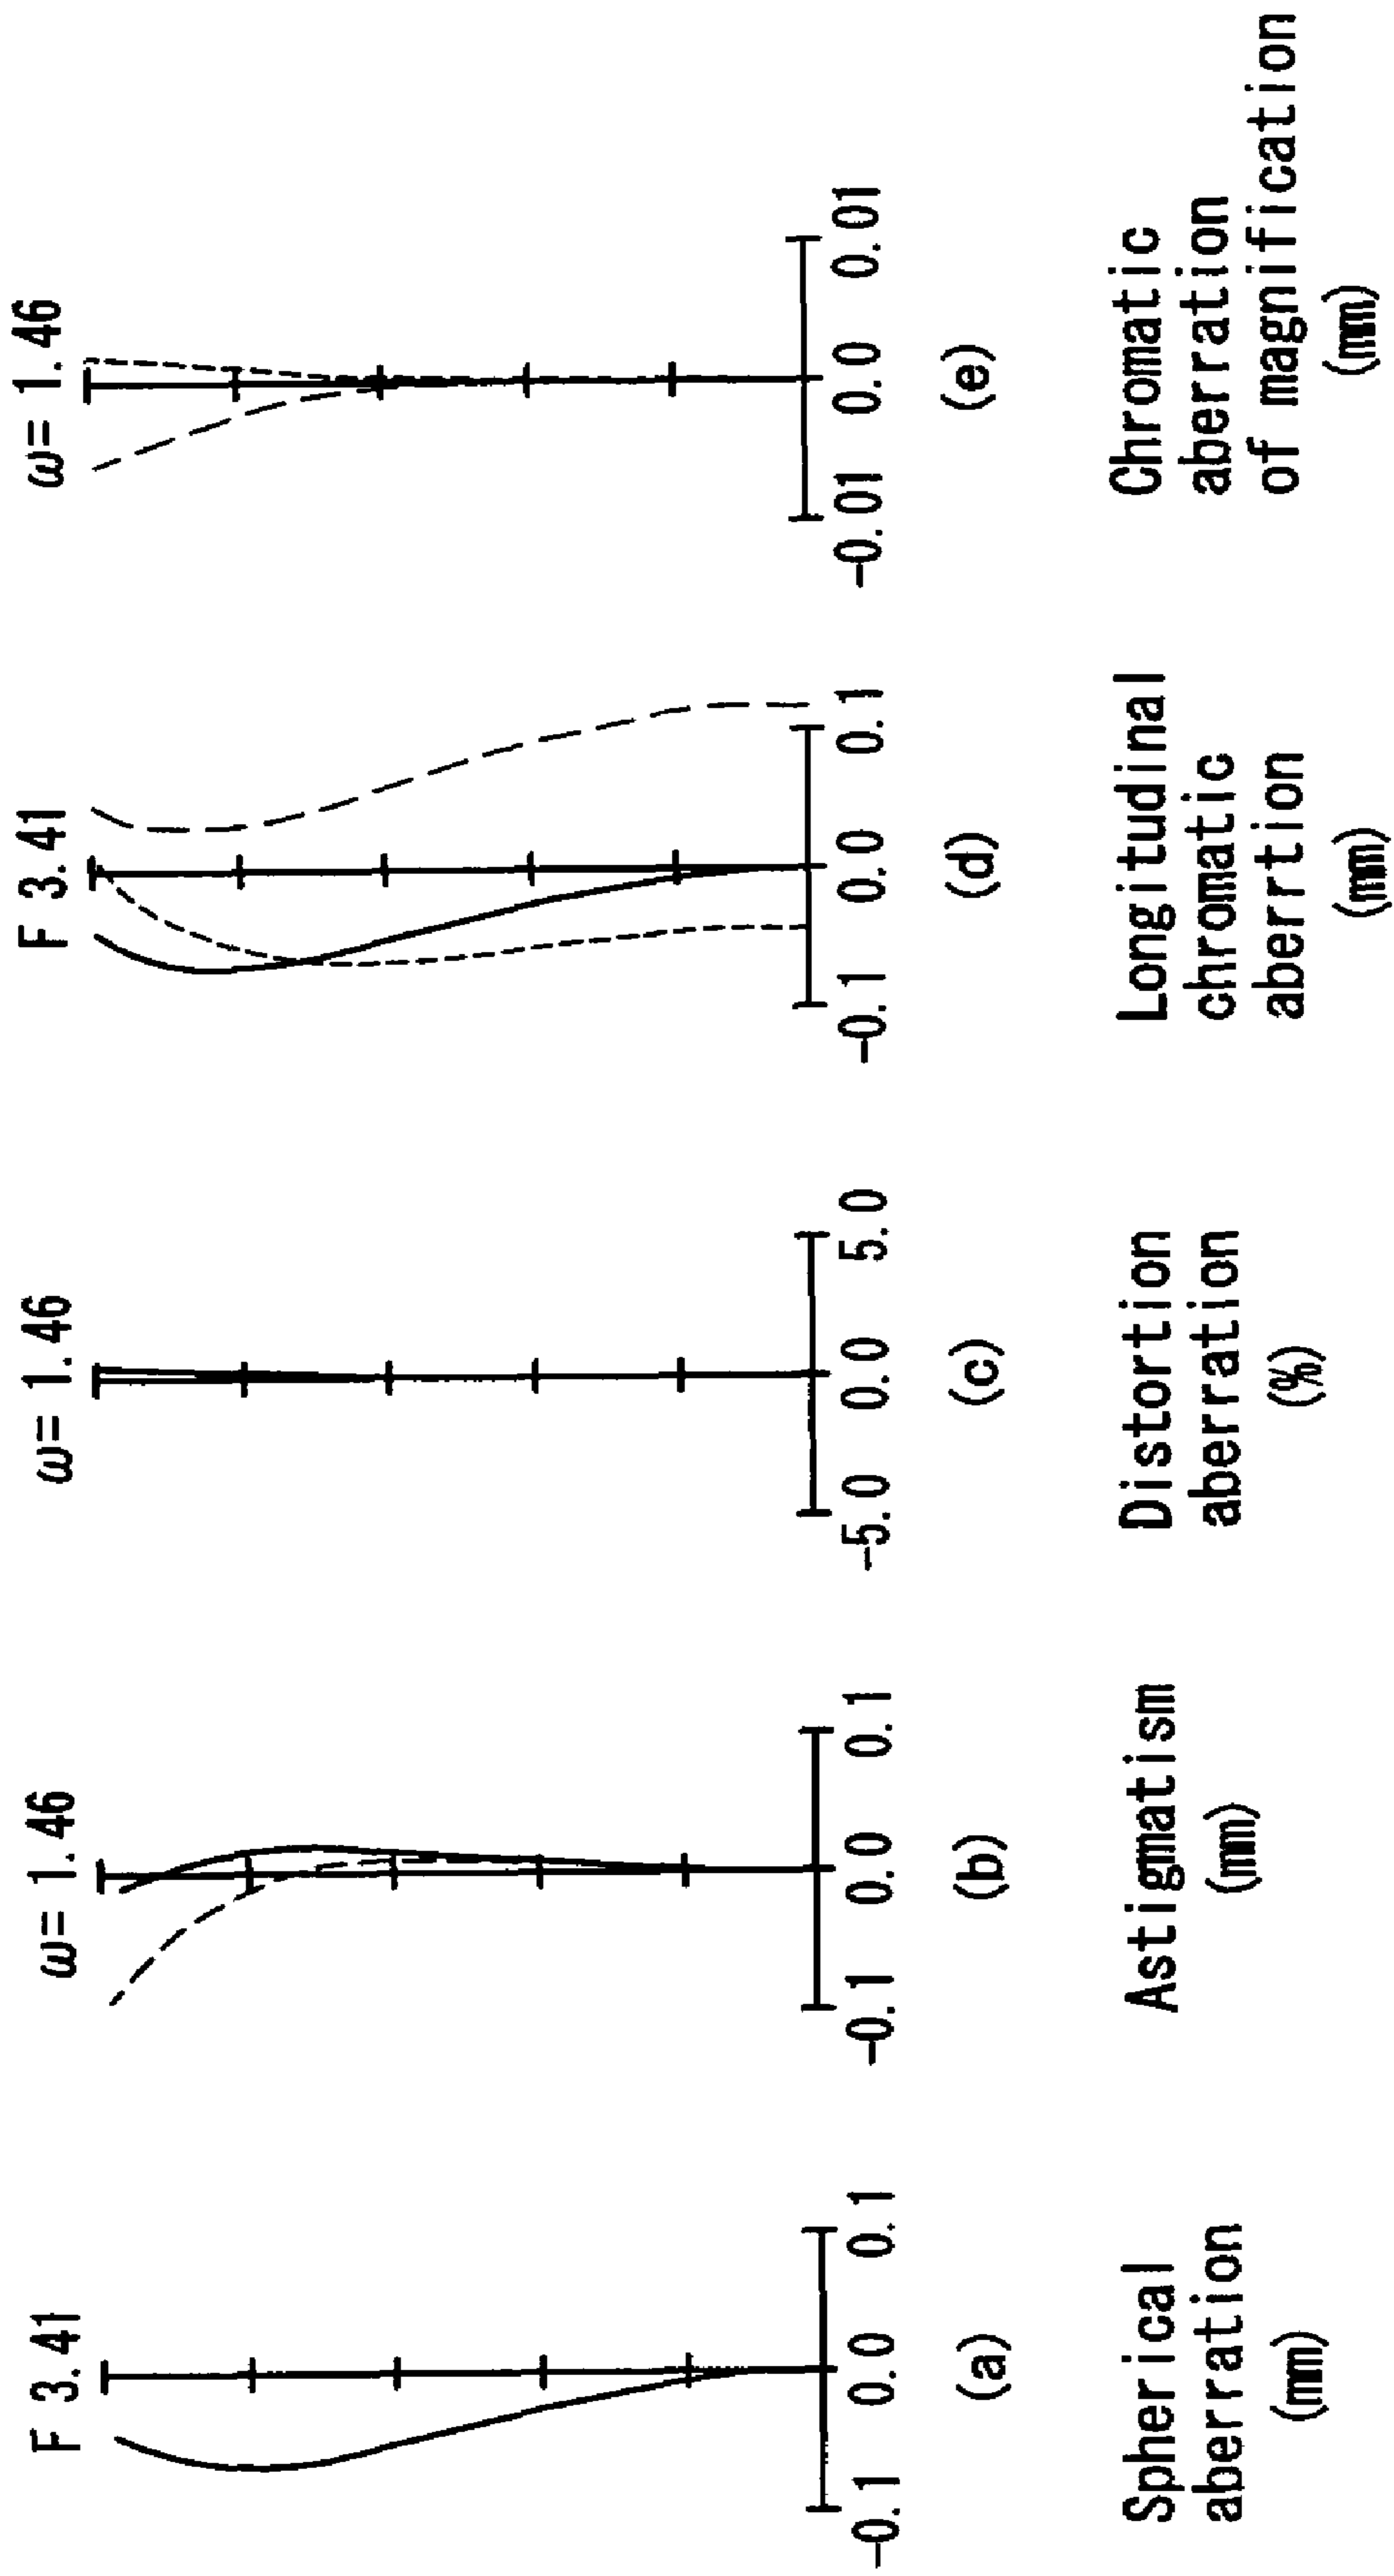 F 3.41
-0.1 0.0 0.1
(a)
Spherical
aberration
(mm)
ω= 1.46
-0.1 0.0 0.1
(b)
Astigmatism
(mm)
ω= 1.46
-5.0 0.0 5.0
(c)
Distortion
aberration
(%)
F 3.41
-0.1 0.0 0.1
(d)
Longitudinal
chromatic
aberrtion
(mm)
ω= 1.46
-0.01 0.0 0.01
(e)
Chromatic
aberration
of magnification
(mm)